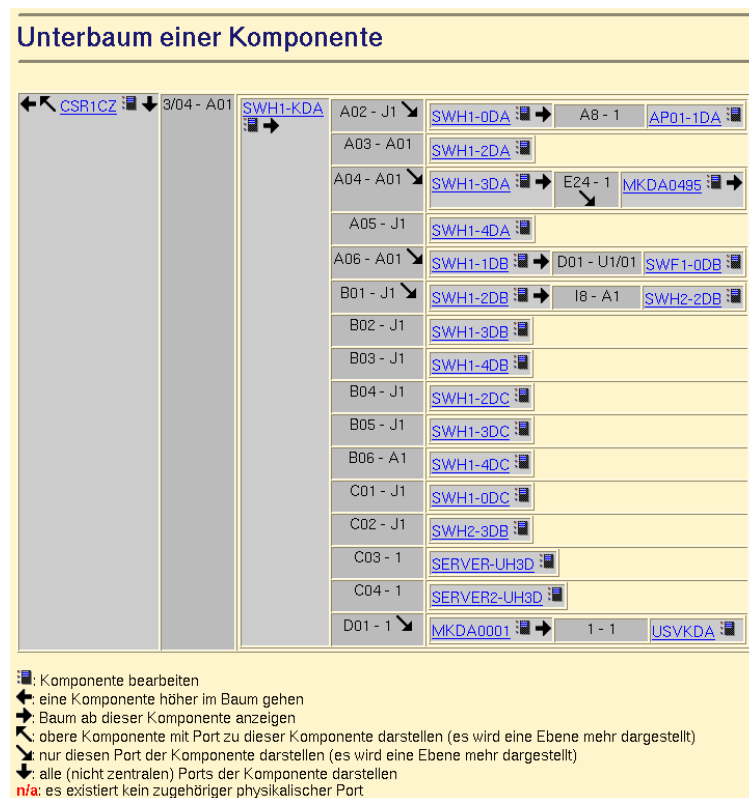 Unterbaum einer Komponente
CSR1CZ 3/04 - A01 SWH1-KDA A02 - J1 SWH1-0DA A8 - 1 AP01-1DA
A03 - A01 SWH1-2DA
A04 - A01 SWH1-3DA E24 - 1 MKDA0495
A05 - J1 SWH1-4DA
A06 - A01 SWH1-1DB D01 - U1/01 SWF1-0DB
B01 - J1 SWH1-2DB I8 - A1 SWH2-2DB
B02 - J1 SWH1-3DB
B03 - J1 SWH1-4DB
B04 - J1 SWH1-2DC
B05 - J1 SWH1-3DC
B06 - A1 SWH1-4DC
C01 - J1 SWH1-0DC
C02 - J1 SWH2-3DB
C03 - 1 SERVER-UH3D
C04 - 1 SERVER2-UH3D
D01 - 1 MKDA0001 1 - 1 USVKDA
: Komponente bearbeiten
: eine Komponente höher im Baum gehen
: Baum ab dieser Komponente anzeigen
: obere Komponente mit Port zu dieser Komponente darstellen (es wird eine Ebene mehr dargestellt)
: nur diesen Port der Komponente darstellen (es wird eine Ebene mehr dargestellt)
: alle (nicht zentralen) Ports der Komponente darstellen
n/a: es existiert kein zugehöriger physikalischer Port